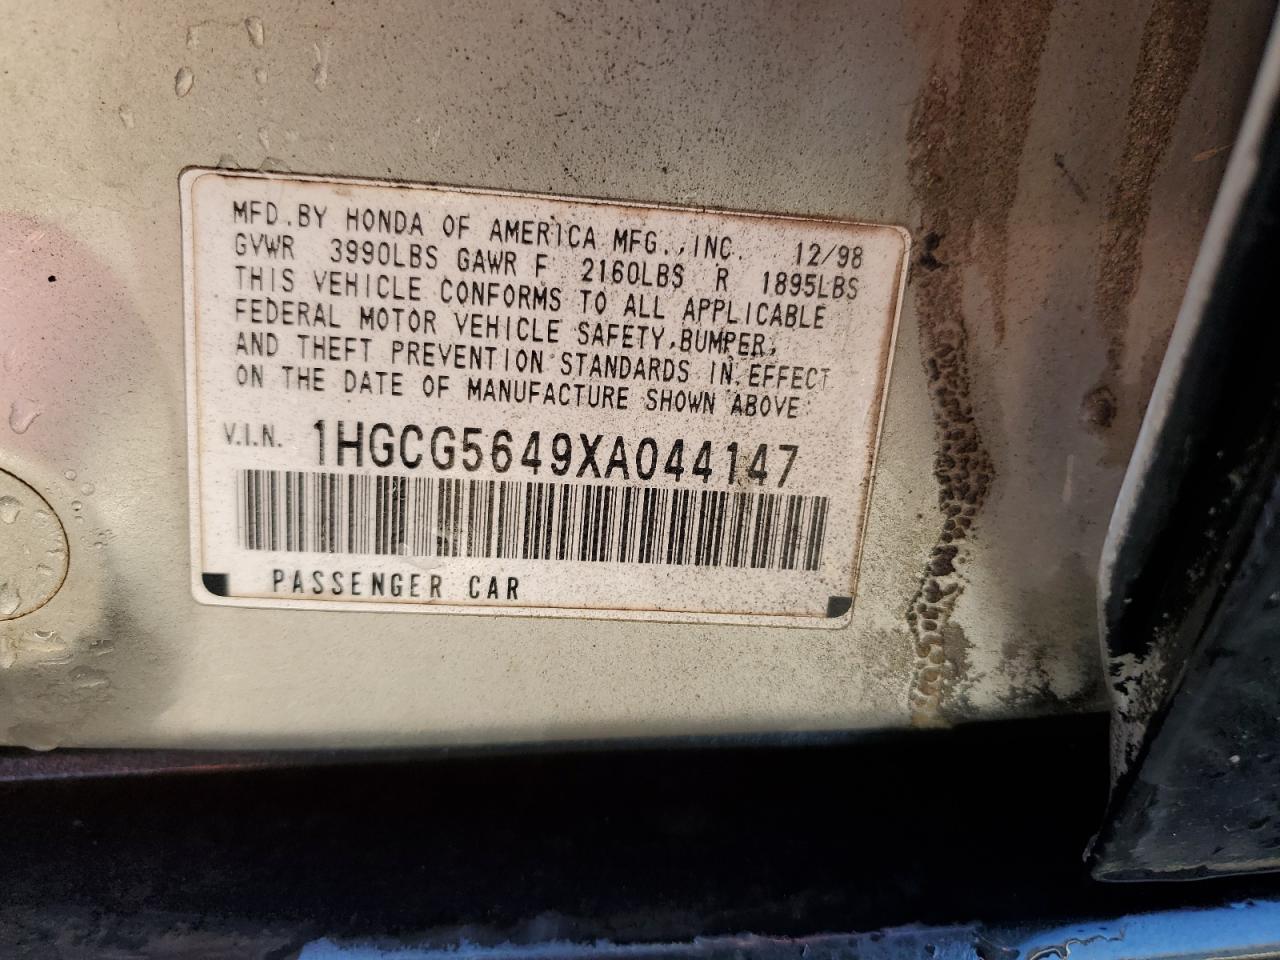 MFD.BY HONDA OF AMERICA MFG.,INC. 12/98
GVWR 3990LBS GAWR F 2160LBS R 1895LBS
THIS VEHICLE CONFORMS TO ALL APPLICABLE
FEDERAL MOTOR VEHICLE SAFETY,BUMPER,
AND THEFT PREVENTION STANDARDS IN EFFECT
ON THE DATE OF MANUFACTURE SHOWN ABOVE
V.I.N. 1HGCG5649XA044147
PASSENGER CAR